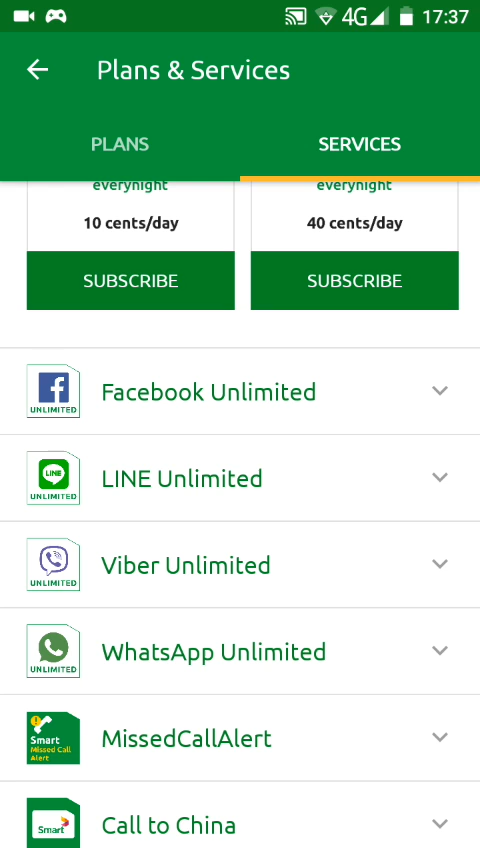 4G 17:37
Plans & Services
PLANS SERVICES
everynight everynight
10 cents/day 40 cents/day
SUBSCRIBE SUBSCRIBE
f
UNLIMITED
Facebook Unlimited
LINE
UNLIMITED
LINE Unlimited
UNLIMITED
Viber Unlimited
UNLIMITED
WhatsApp Unlimited
Smart
Missed Call
Alert
MissedCallAlert
Smart
Call to China